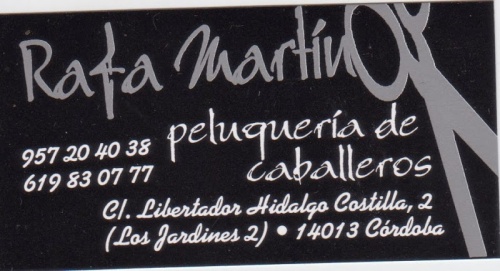 Rafa Martín
peluquería de
caballeros
957 20 40 38
619 83 07 77
C/. Libertador Hidalgo Costilla, 2
(Los Jardines 2) • 14013 Córdoba